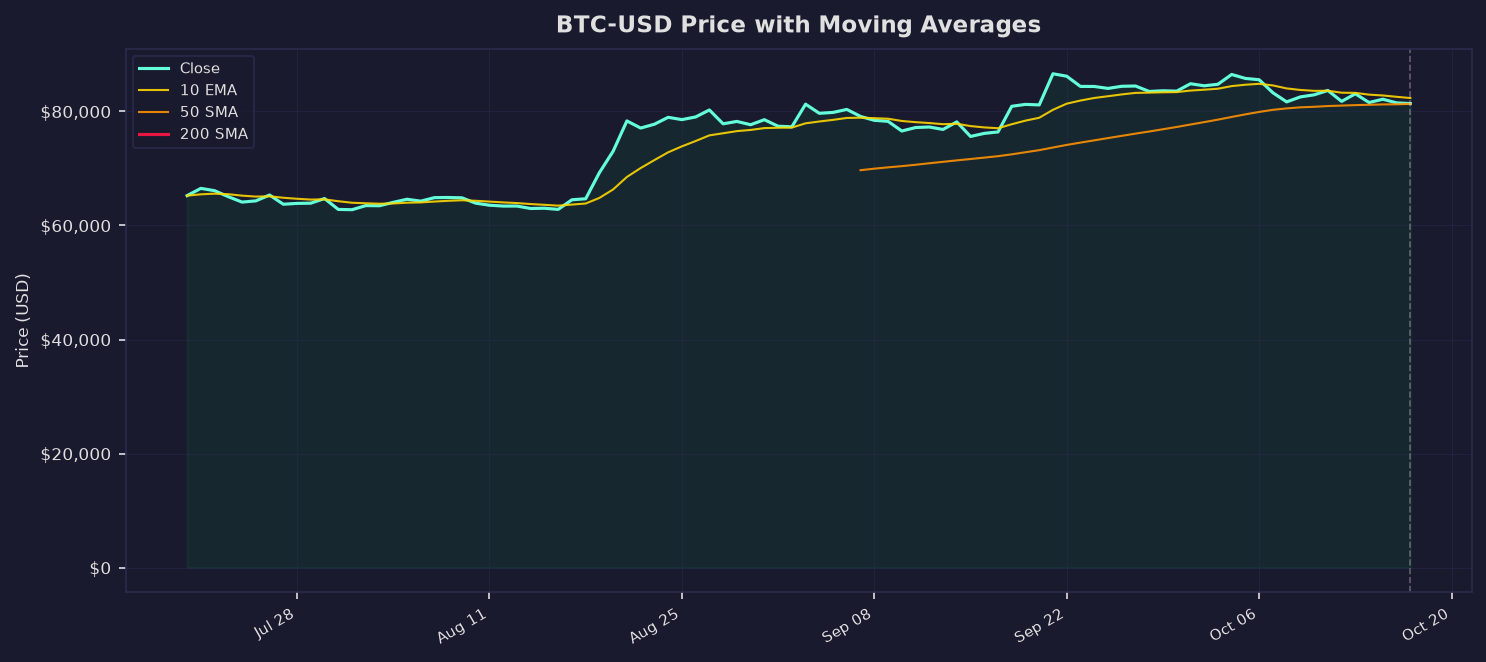 BTC-USD Price with Moving Averages
Close
10 EMA
50 SMA
200 SMA
Price (USD)
$80,000
$60,000
$40,000
$20,000
$0
Jul 28
Aug 11
Aug 25
Sep 08
Sep 22
Oct 06
Oct 20